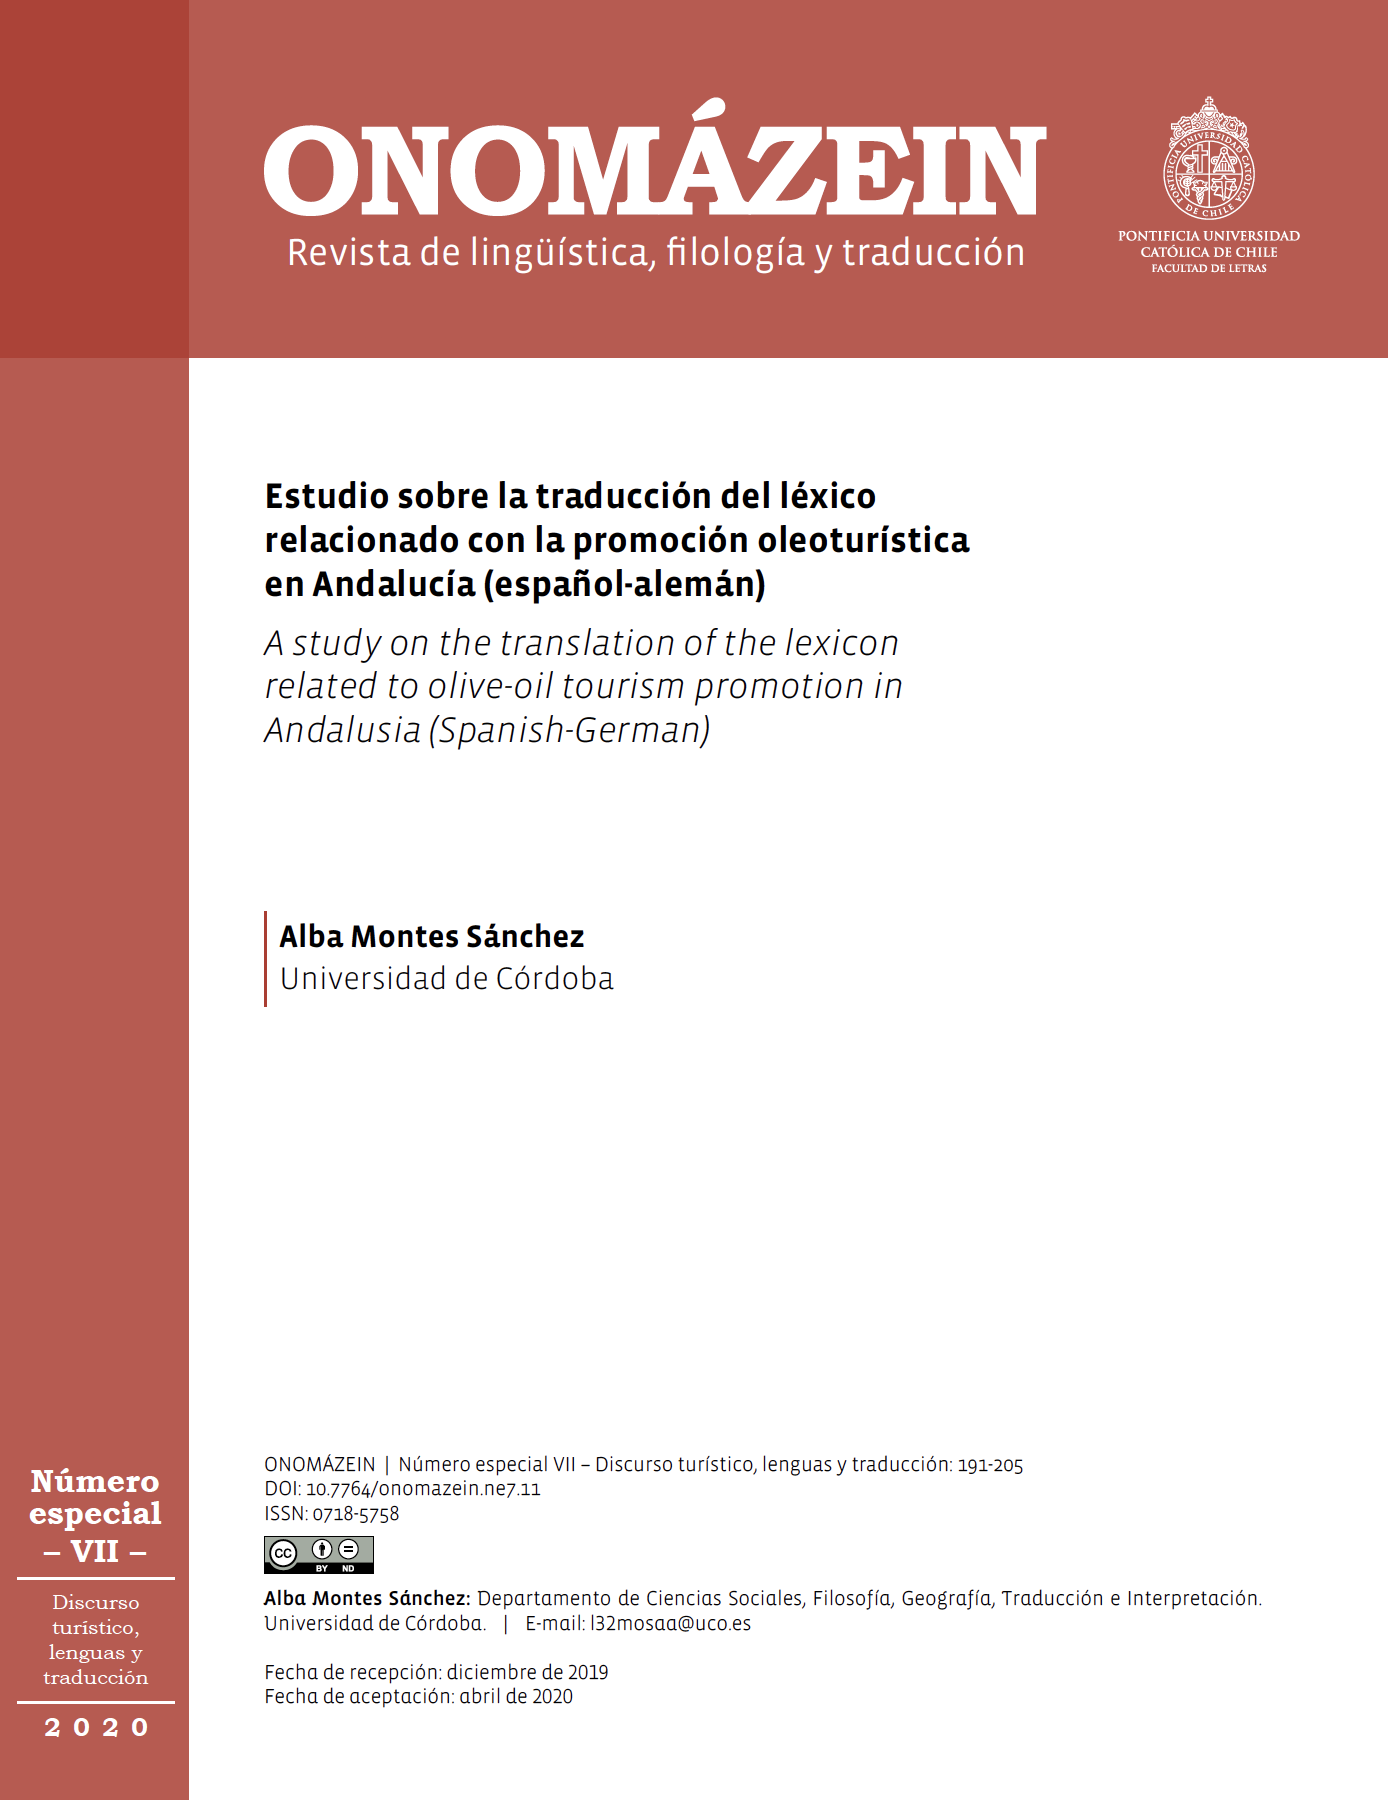 ONOMÁZEIN
Revista de lingüística, filología y traducción
PONTIFICIA UNIVERSIDAD CATÓLICA DE CHILE
PONTIFICIA UNIVERSIDAD
CATÓLICA DE CHILE
FACULTAD DE LETRAS
Estudio sobre la traducción del léxico
relacionado con la promoción oleoturística
en Andalucía (español-alemán)
A study on the translation of the lexicon
related to olive-oil tourism promotion in
Andalusia (Spanish-German)
Alba Montes Sánchez
Universidad de Córdoba
ONOMÁZEIN | Número especial VII – Discurso turístico, lenguas y traducción: 191-205
DOI: 10.7764/onomazein.ne7.11
ISSN: 0718-5758
CC BY ND
Alba Montes Sánchez: Departamento de Ciencias Sociales, Filosofía, Geografía, Traducción e Interpretación.
Universidad de Córdoba. | E-mail: l32mosaa@uco.es
Fecha de recepción: diciembre de 2019
Fecha de aceptación: abril de 2020
Número
especial
– VII –
Discurso
turístico,
lenguas y
traducción
2020